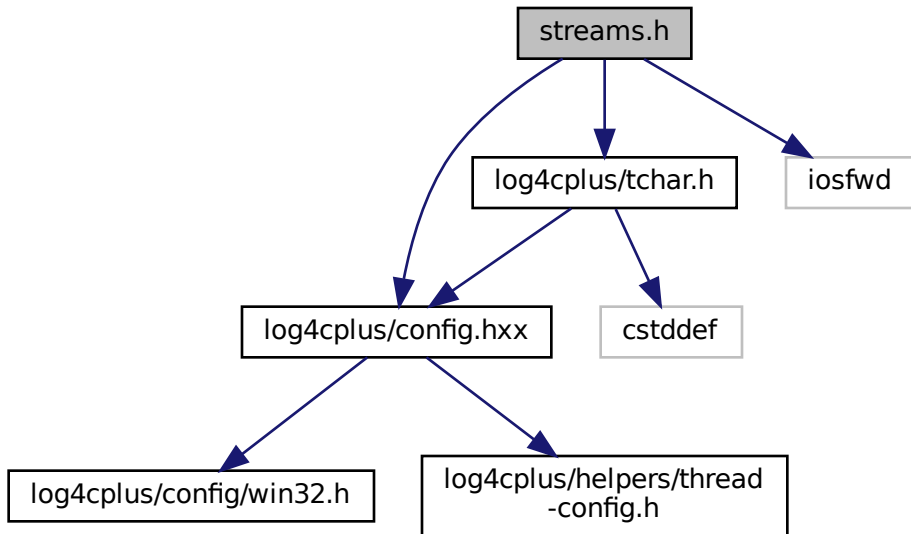 streams.h
log4cplus/tchar.h
iosfwd
log4cplus/config.hxx
cstddef
log4cplus/config/win32.h
log4cplus/helpers/thread
-config.h